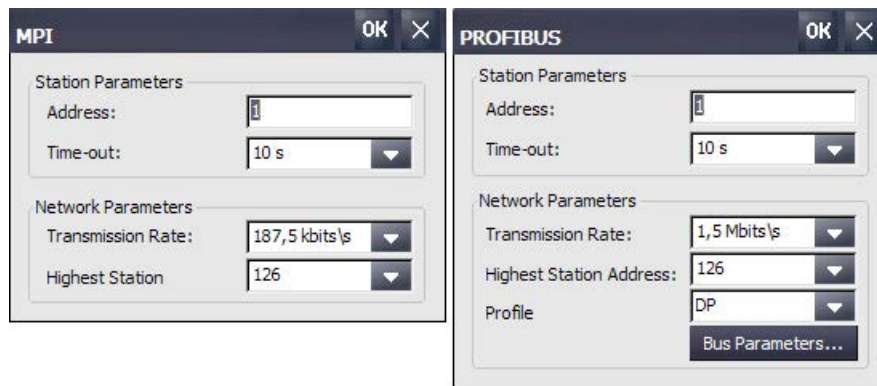 MPI OK
Station Parameters
Address: 1
Time-out: 10 s
Network Parameters
Transmission Rate: 187,5 kbits\s
Highest Station 126
PROFIBUS OK
Station Parameters
Address: 1
Time-out: 10 s
Network Parameters
Transmission Rate: 1,5 Mbits\s
Highest Station Address: 126
Profile DP
Bus Parameters...